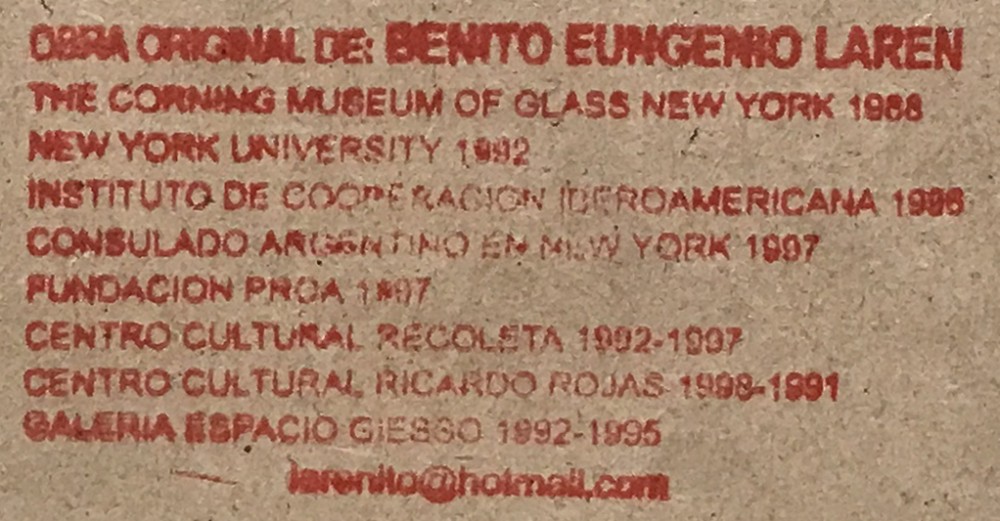 OBRA ORIGINAL DE: BENITO EUNGENIO LAREN
THE CORNING MUSEUM OF GLASS NEW YORK 1988
NEW YORK UNIVERSITY 1992
INSTITUTO DE COOPERACION IBEROAMERICANA
CONSULADO ARGENTINO EN NEW YORK 1997
FUNDACION PROA 1997
CENTRO CULTURAL RECOLETA 1992-1997
CENTRO CULTURAL RICARDO ROJAS
GALERIA ESPACIO GIESSO 1992-1995
larenito@hotmail.com